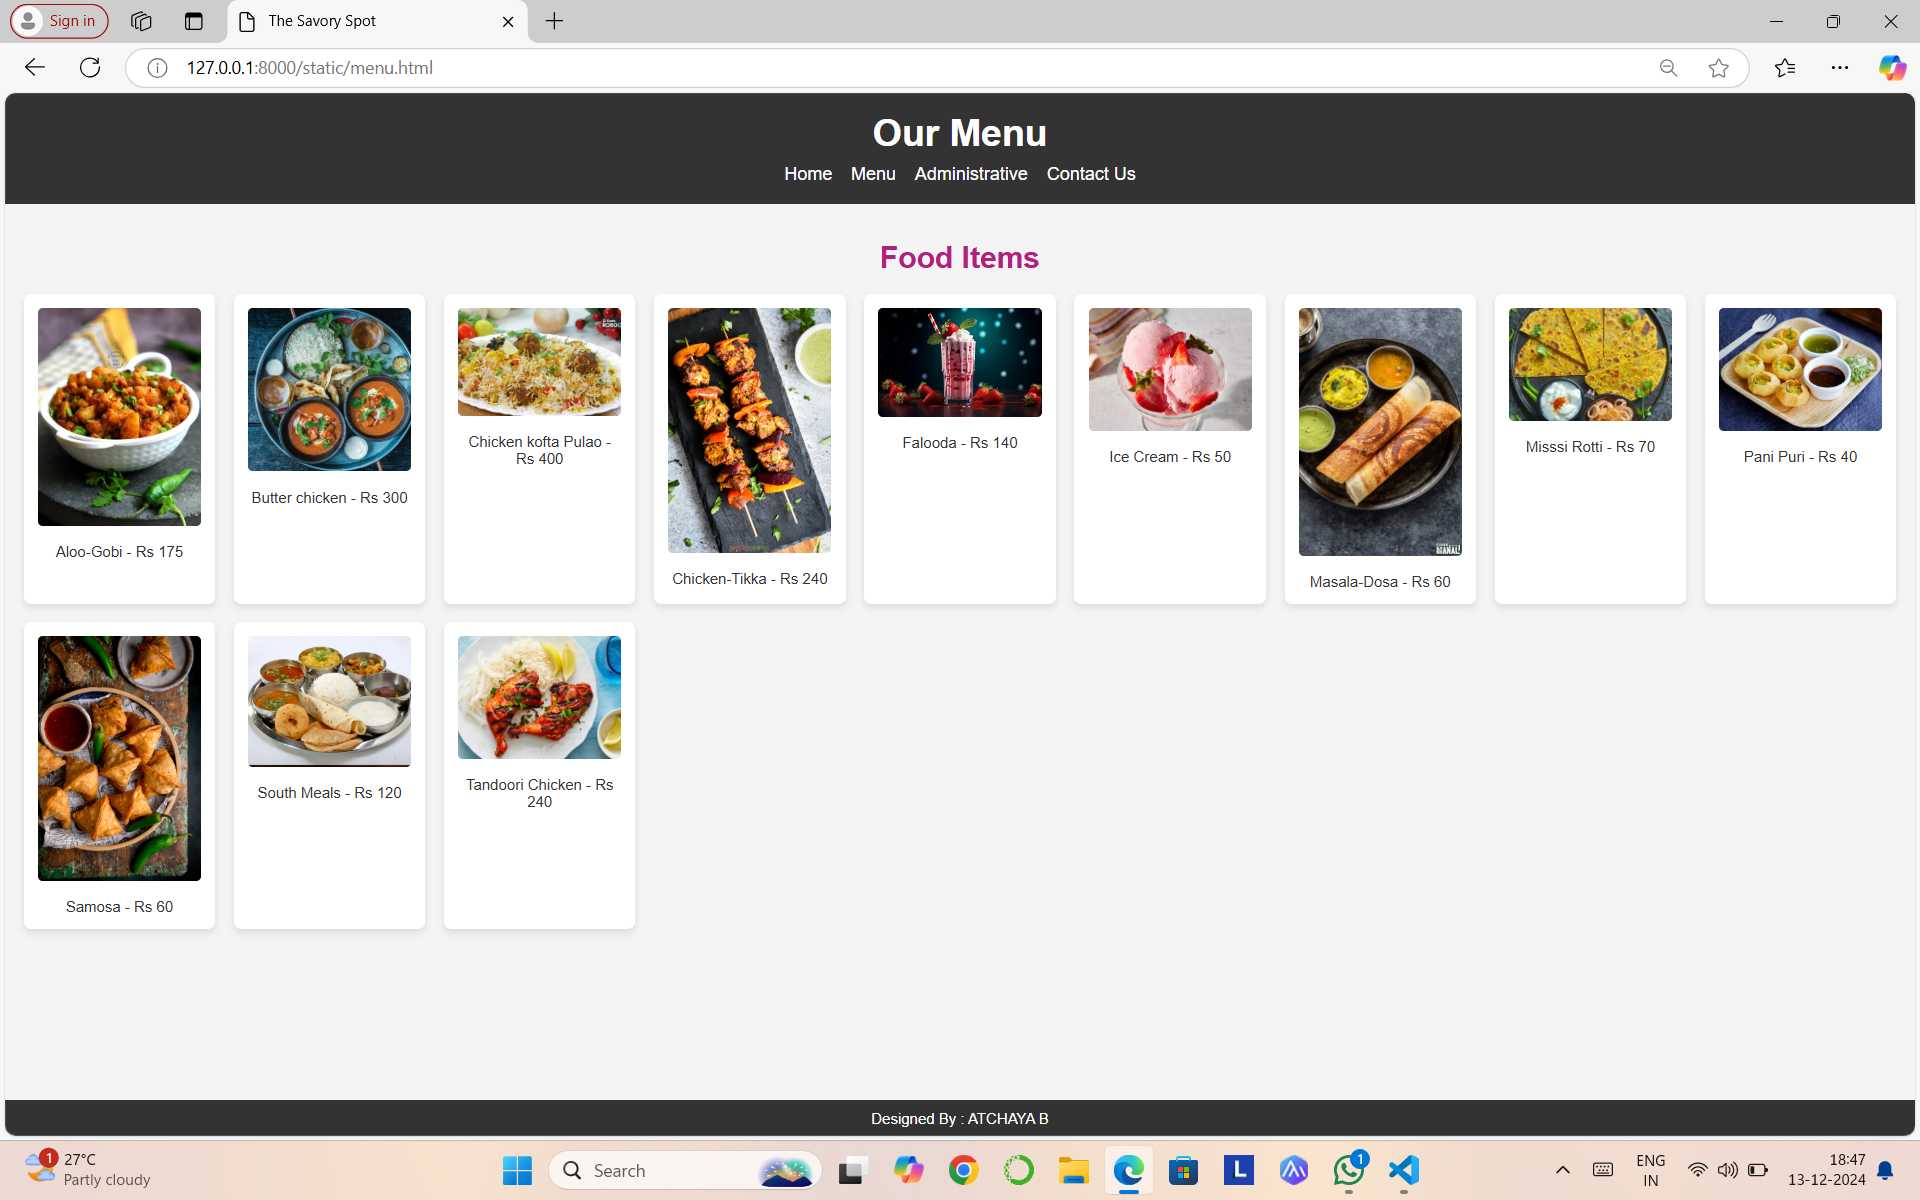 Sign in
The Savory Spot
127.0.0.1:8000/static/menu.html
Our Menu
Home Menu Administrative Contact Us
Food Items
Aloo-Gobi - Rs 175
Butter chicken - Rs 300
Chicken kofta Pulao -
Rs 400
Chicken-Tikka - Rs 240
Falooda - Rs 140
Ice Cream - Rs 50
Masala-Dosa - Rs 60
Misssi Rotti - Rs 70
Pani Puri - Rs 40
Samosa - Rs 60
South Meals - Rs 120
Tandoori Chicken - Rs
240
Designed By : ATCHAYA B
1
27°C
Partly cloudy
Search
L
1
ENG
IN
18:47
13-12-2024